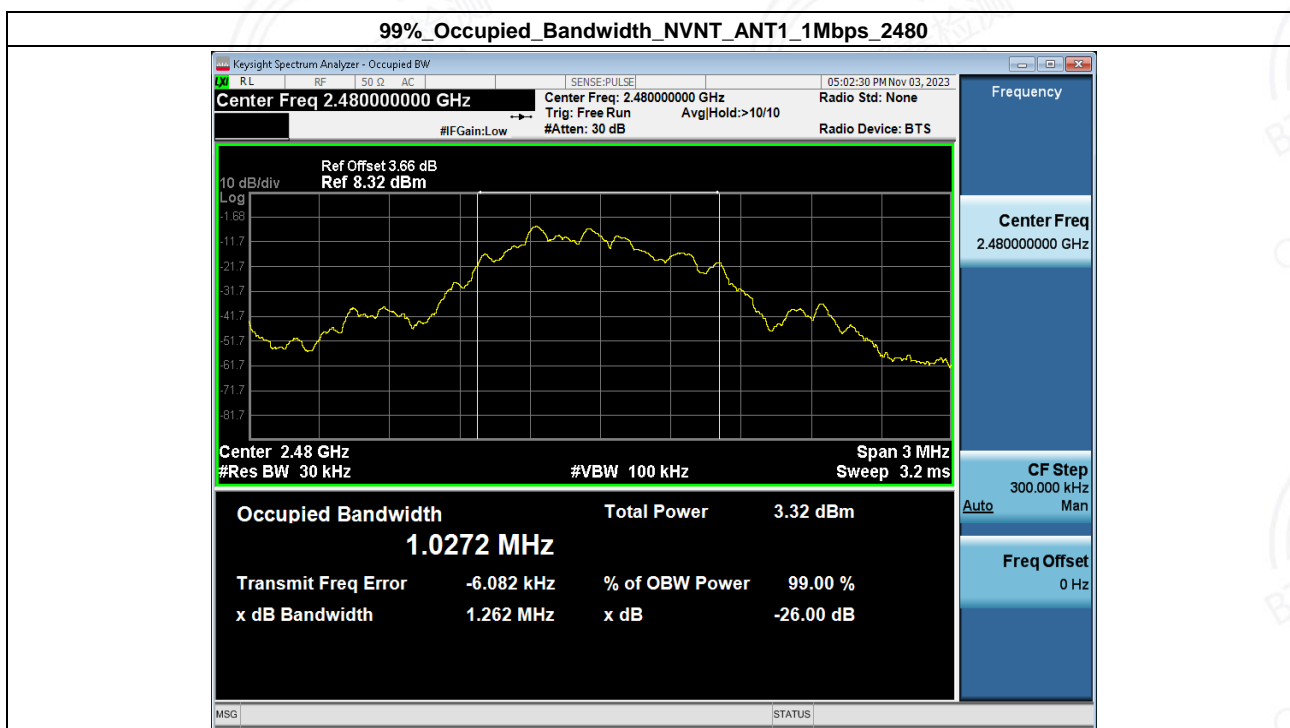 99%_Occupied_Bandwidth_NVNT_ANT1_1Mbps_2480
Keysight Spectrum Analyzer - Occupied BW
LXI RL RF 50 Ω AC SENSE:PULSE 05:02:30 PM Nov 03, 2023
Center Freq 2.480000000 GHz
Center Freq: 2.480000000 GHz Radio Std: None
Trig: Free Run Avg|Hold:>10/10
#IFGain:Low #Atten: 30 dB Radio Device: BTS
Ref Offset 3.66 dB
10 dB/div Ref 8.32 dBm
Log
-1.68
-11.7
-21.7
-31.7
-41.7
-51.7
-61.7
-71.7
-81.7
Center 2.48 GHz Span 3 MHz
#Res BW 30 kHz #VBW 100 kHz Sweep 3.2 ms
Occupied Bandwidth Total Power 3.32 dBm
1.0272 MHz
Transmit Freq Error -6.082 kHz % of OBW Power 99.00 %
x dB Bandwidth 1.262 MHz x dB -26.00 dB
MSG STATUS
Frequency
Center Freq
2.480000000 GHz
CF Step
300.000 kHz
Auto Man
Freq Offset
0 Hz